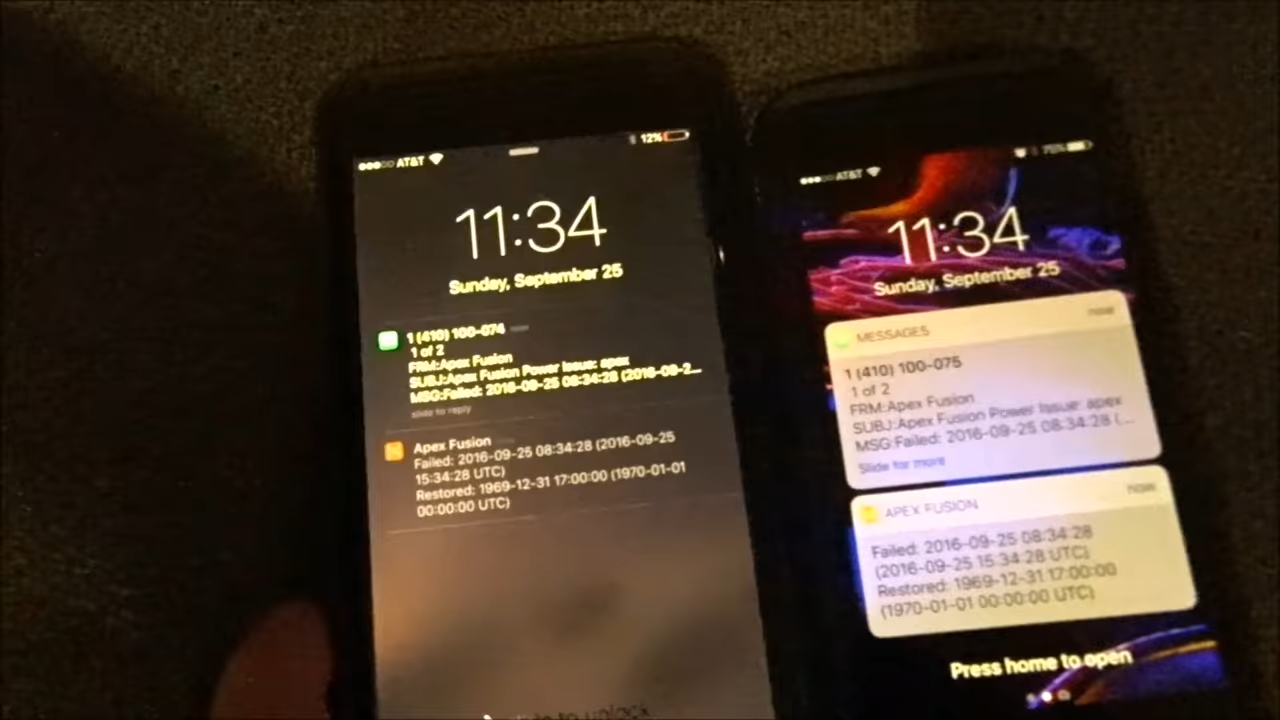 AT&T 12%
11:34
Sunday, September 25
1 (410) 100-074
1 of 2
FRM:Apex Fusion
SUBJ:Apex Fusion Power Issue: apex
MSG:Failed: 2016-09-25 08:34:28 (2016-09-2...
slide to reply
Apex Fusion
Failed: 2016-09-25 08:34:28 (2016-09-25
15:34:28 UTC)
Restored: 1969-12-31 17:00:00 (1970-01-01
00:00:00 UTC)
to unlock
AT&T
11:34
Sunday, September 25
MESSAGES now
1 (410) 100-075
1 of 2
FRM:Apex Fusion
SUBJ:Apex Fusion Power Issue: apex
MSG:Failed: 2016-09-25 08:34:28 (...
Slide for more
APEX FUSION now
Failed: 2016-09-25 08:34:28
(2016-09-25 15:34:28 UTC)
Restored: 1969-12-31 17:00:00
(1970-01-01 00:00:00 UTC)
Press home to open